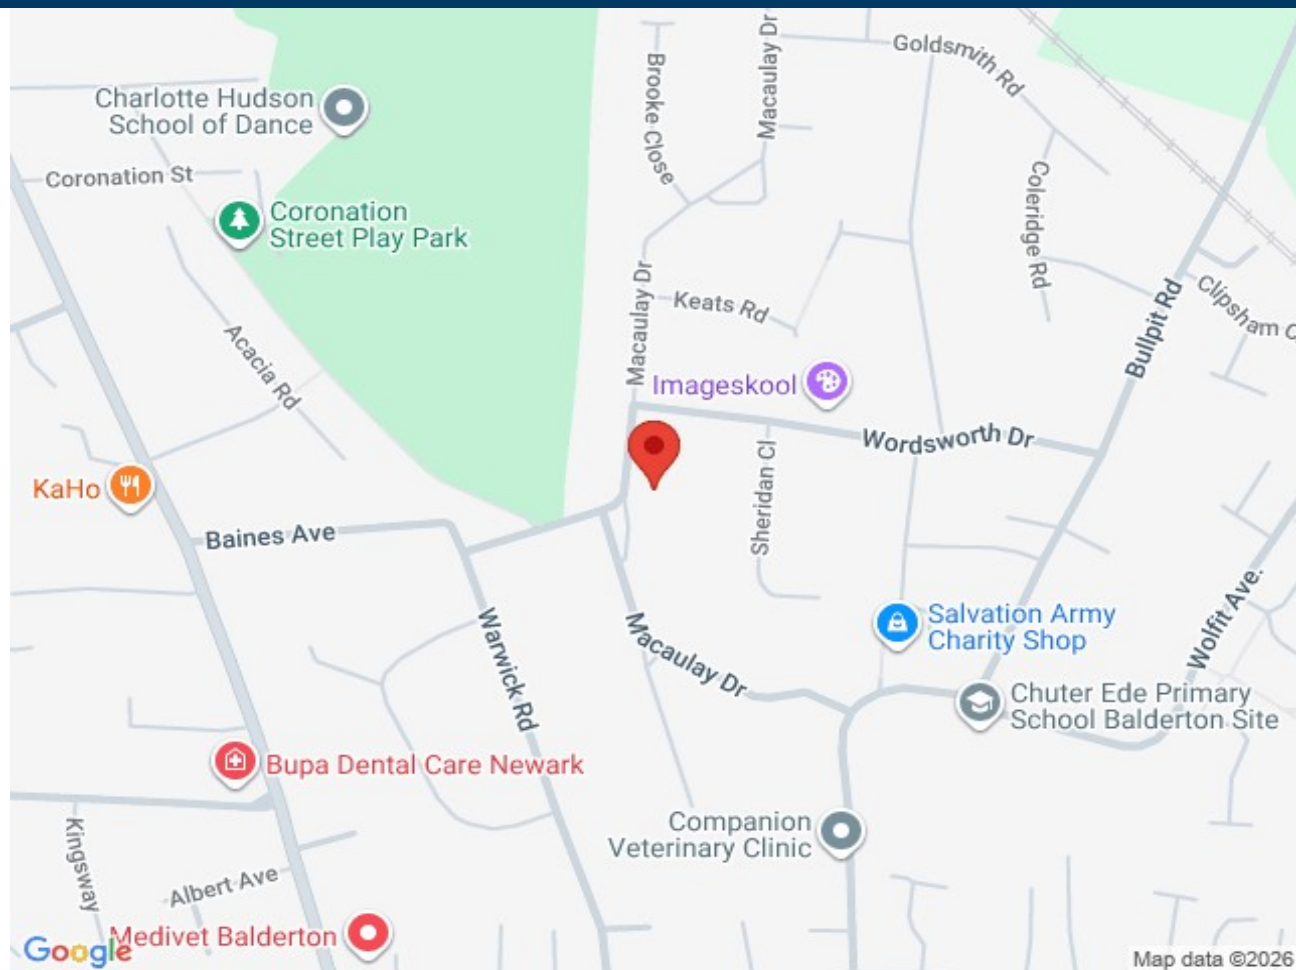 Macaulay Dr
Goldsmith Rd
Brooke Close
Charlotte Hudson
School of Dance
Coronation St
Coleridge Rd
Coronation
Street Play Park
Macaulay Dr
Keats Rd
Bullpit Rd
Clipsham C
Acacia Rd
Imageskool
Wordsworth Dr
KaHo
Sheridan Cl
Baines Ave
Wolfit Ave.
Salvation Army
Charity Shop
Warwick Rd
Macaulay Dr
Chuter Ede Primary
School Balderton Site
Bupa Dental Care Newark
Companion
Veterinary Clinic
Kingsway
Albert Ave
Medivet Balderton
Google
Map data ©2026